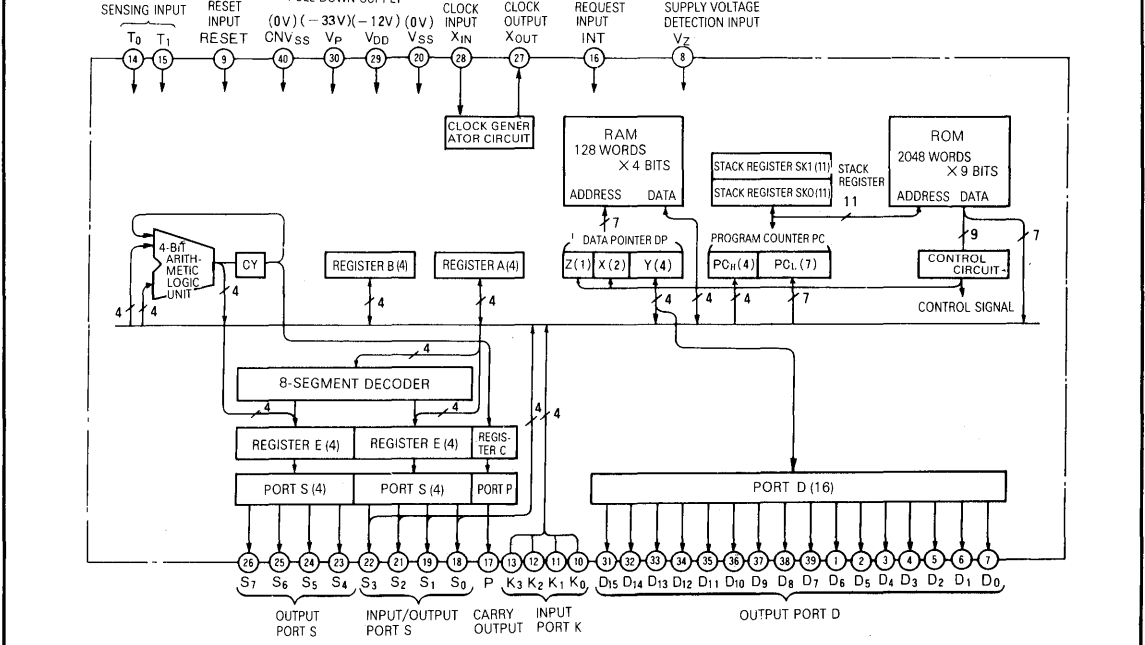 SENSING INPUT
RESET INPUT
RESET
(0V) (−33V) (−12V) (0V)
CNVSS VP VDD VSS
CLOCK INPUT
XIN
CLOCK OUTPUT
XOUT
REQUEST INPUT
INT
SUPPLY VOLTAGE DETECTION INPUT
VZ
T0 T1
14 15 9 40 30 29 20 28 27 16 8
CLOCK GENER
ATOR CIRCUIT
RAM
128 WORDS
× 4 BITS
ADDRESS DATA
STACK REGISTER SK1 (11)
STACK REGISTER SK0 (11)
STACK
REGISTER
11
ROM
2048 WORDS
× 9 BITS
ADDRESS DATA
7
9
7
4-BIT
ARITH-
METIC
LOGIC
UNIT
CY
REGISTER B (4)
REGISTER A (4)
DATA POINTER DP
Z (1) X (2) Y (4)
PROGRAM COUNTER PC
PCH (4) PCL (7)
CONTROL
CIRCUIT
CONTROL SIGNAL
4 4 4 4 4 4 4 4 7
4
8-SEGMENT DECODER
4 4 4 4
REGISTER E (4) REGISTER E (4) REGIS-
TER C
PORT S (4) PORT S (4) PORT P
PORT D (16)
26 25 24 23 22 21 19 18 17 13 12 11 10 31 32 33 34 35 36 37 38 39 1 2 3 4 5 6 7
S7 S6 S5 S4 S3 S2 S1 S0 P K3 K2 K1 K0 D15 D14 D13 D12 D11 D10 D9 D8 D7 D6 D5 D4 D3 D2 D1 D0
OUTPUT
PORT S
INPUT/OUTPUT
PORT S
CARRY
OUTPUT
INPUT
PORT K
OUTPUT PORT D